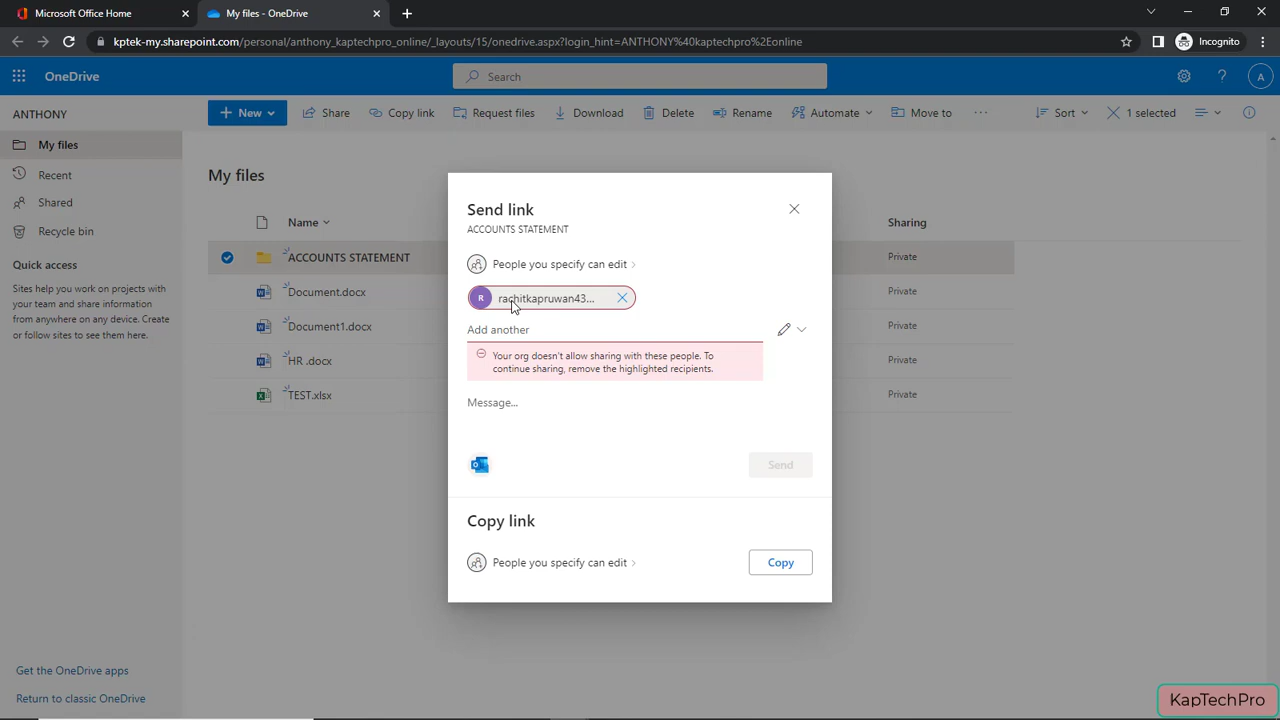 Microsoft Office Home
My files - OneDrive
kptek-my.sharepoint.com/personal/anthony_kaptechpro_online/_layouts/15/onedrive.aspx?login_hint=ANTHONY%40kaptechpro%2Eonline
Incognito
OneDrive
Search
A
ANTHONY
New
Share
Copy link
Request files
Download
Delete
Rename
Automate
Move to
Sort
1 selected
My files
Recent
Shared
Recycle bin
Quick access
Sites help you work on projects with
your team and share information
from anywhere on any device. Create
or follow sites to see them here.
Get the OneDrive apps
Return to classic OneDrive
My files
Name
Sharing
ACCOUNTS STATEMENT
Private
Document.docx
Private
Document1.docx
Private
HR .docx
Private
TEST.xlsx
Private
Send link
ACCOUNTS STATEMENT
People you specify can edit
R
rachitkapruwan43...
Add another
Your org doesn't allow sharing with these people. To
continue sharing, remove the highlighted recipients.
Message...
Send
Copy link
People you specify can edit
Copy
KapTechPro